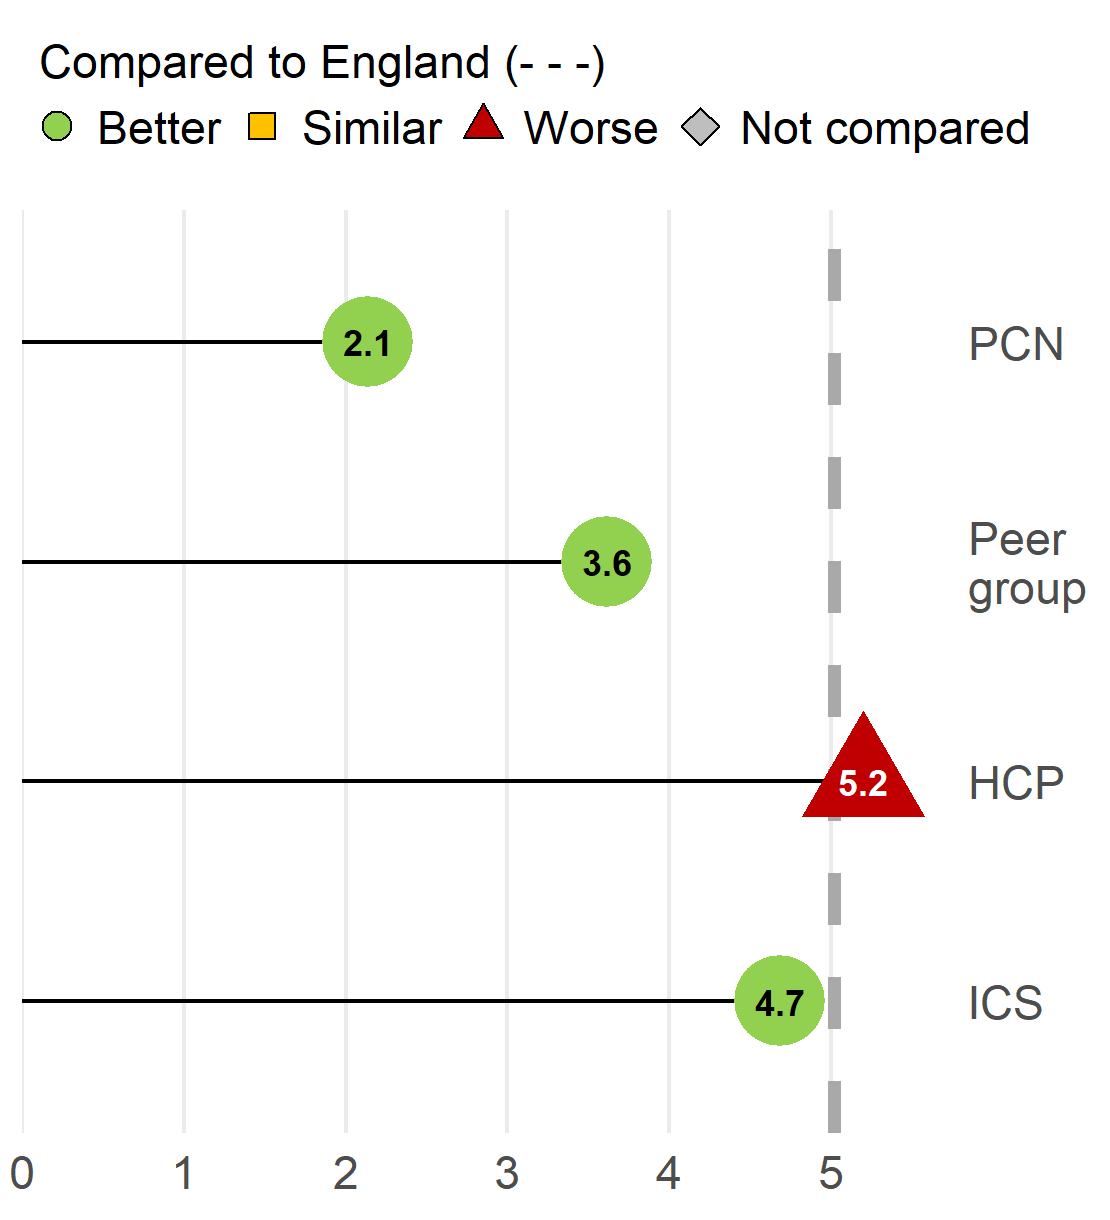 Compared to England (- - -)
Better Similar Worse Not compared
2.1 PCN
3.6 Peer
group
5.2 HCP
4.7 ICS
0 1 2 3 4 5